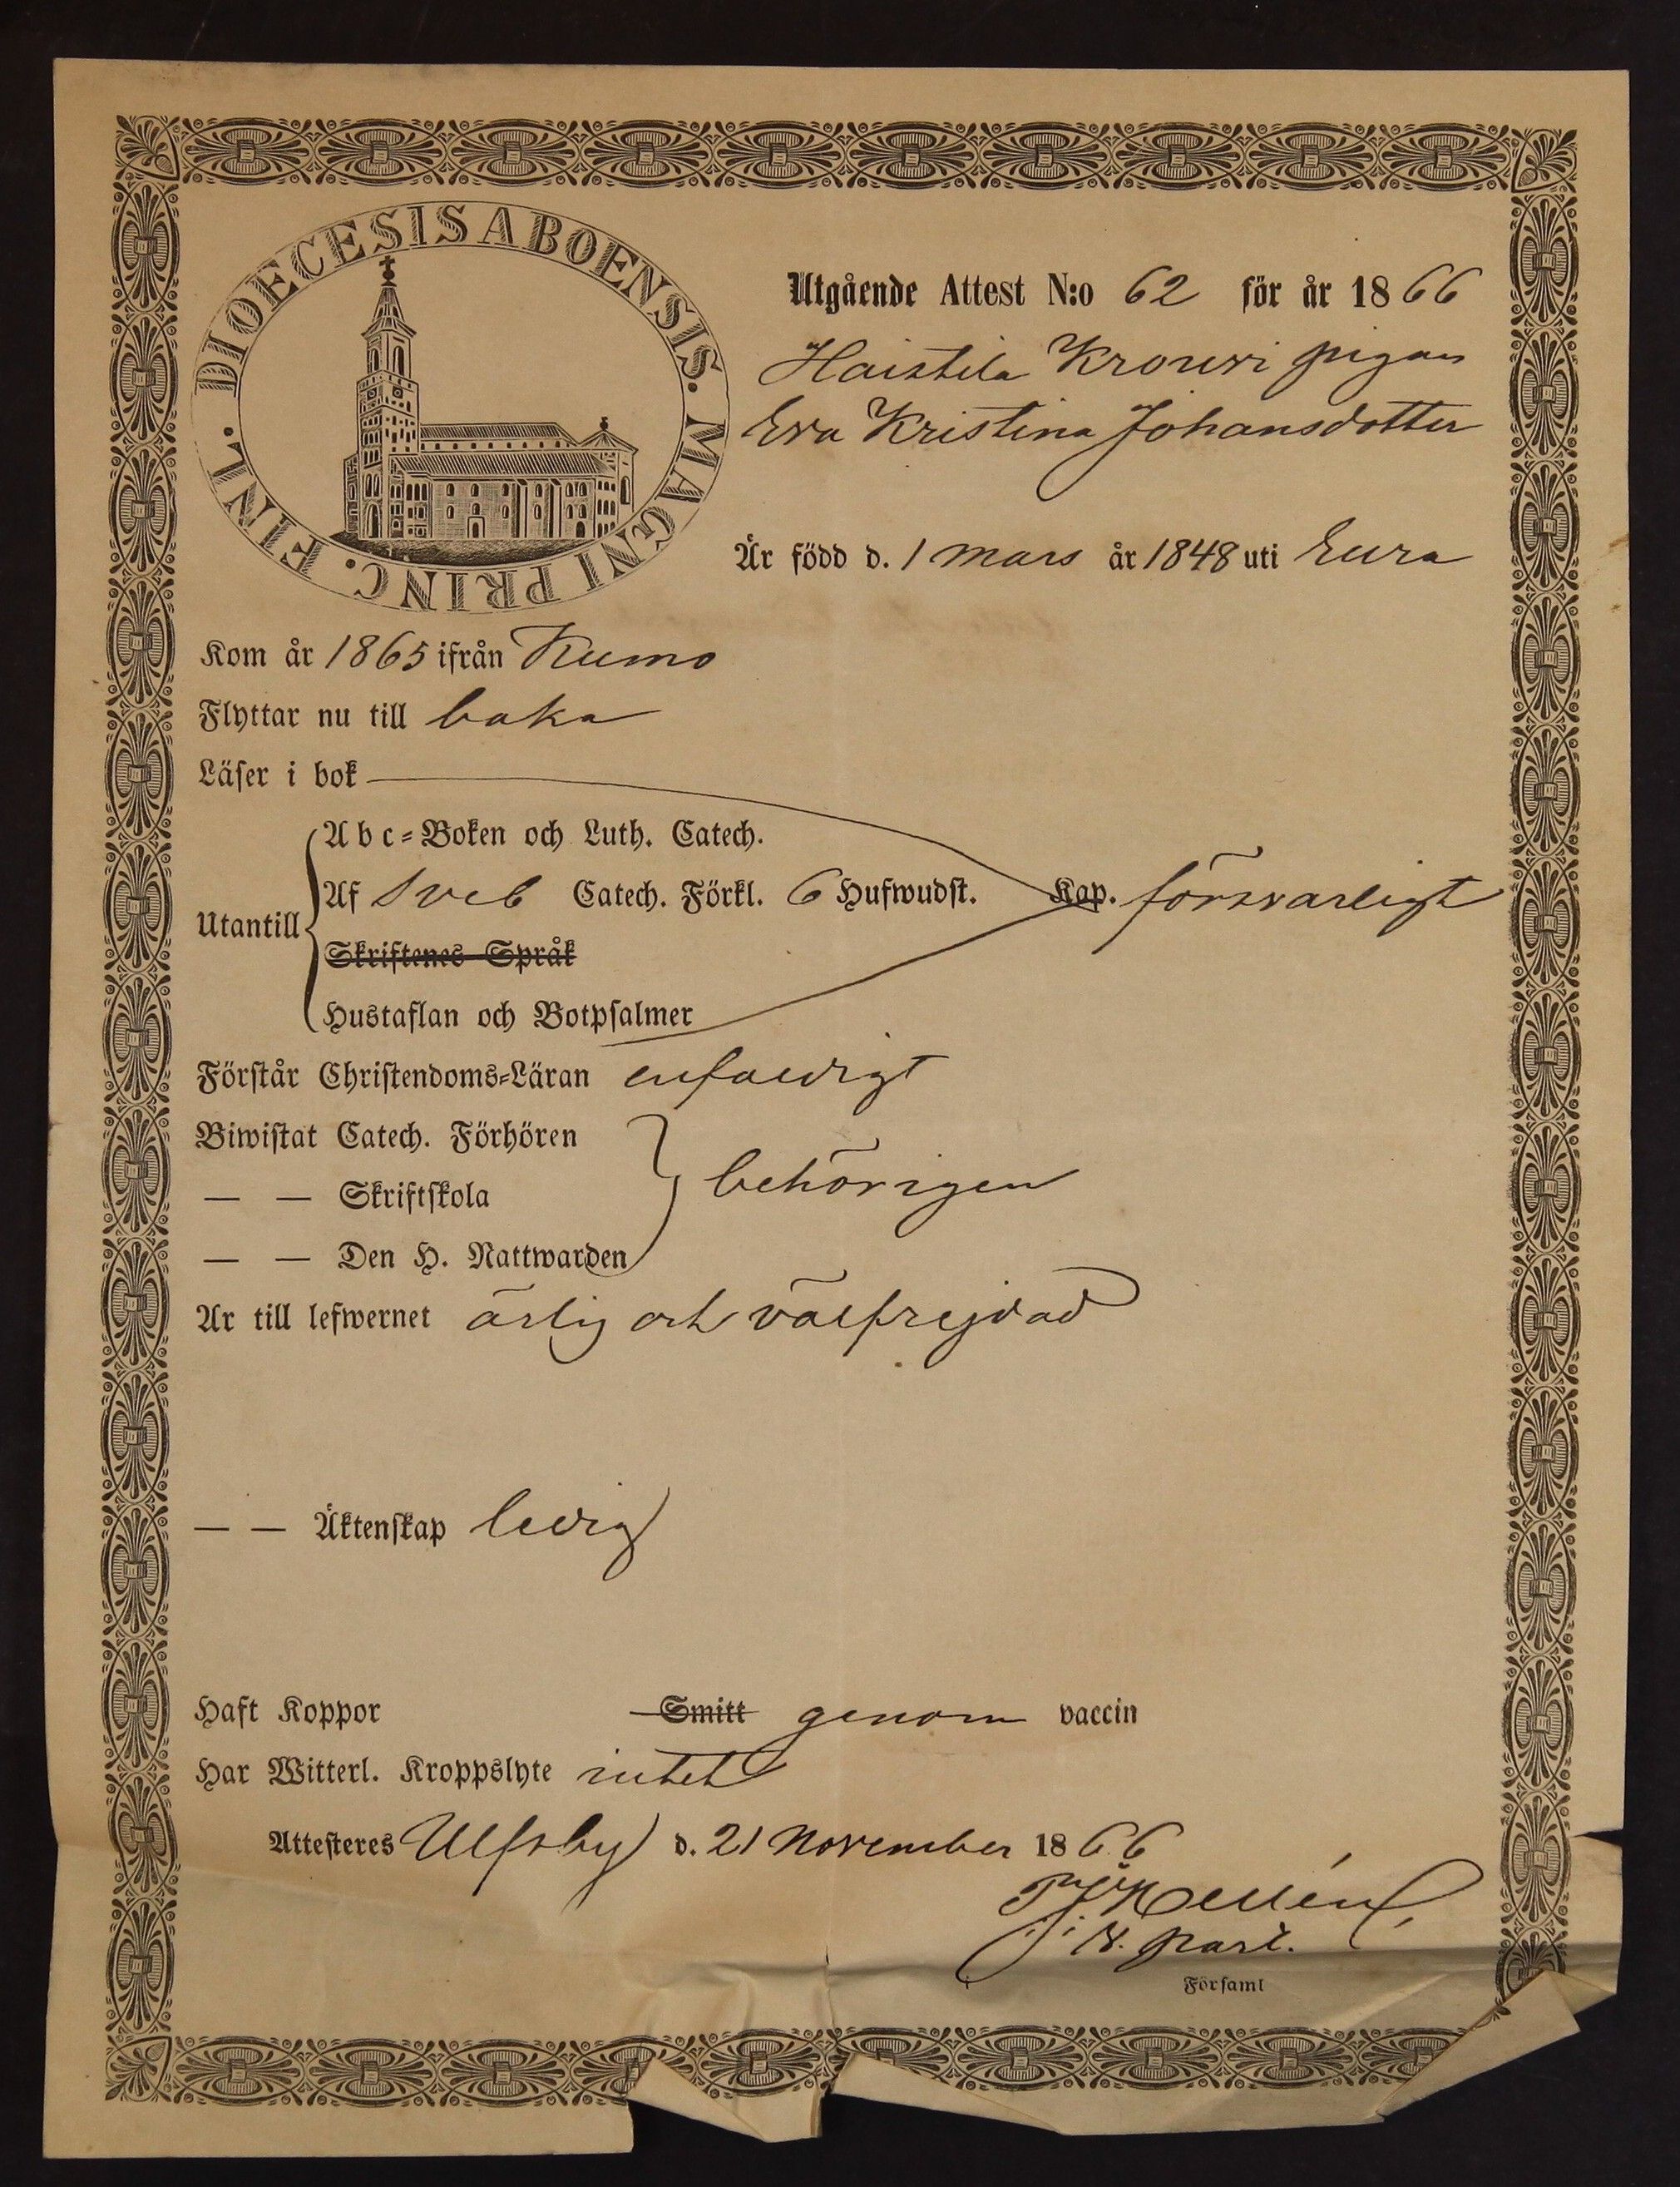 DIOECESIS ABOENSIS. MAGNI PRINC. FINL.
Utgående Attest N:o 62 för år 1866
Haistila Krouvi pigan
Eva Kristina Johansdotter
Är född d. 1 mars år 1848 uti Eura
Kom år 1865 ifrån Kumo
Flyttar nu till baka
Läser i bok
Abc-Boken och Luth. Catech.
Utantill Af Sveb Catech. Förkl. 6 Hufwudst. Kap. försvarligt
Skriftenes Språk
Hustaflan och Botpsalmer
Förstår Christendoms-Läran enfaldigt
Biwistat Catech. Förhören
— — Skriftskola behörigen
— — Den H. Nattwarden
Ar till lefwernet ärlig och välfrejdad
— — Äktenskap ledig
Haft Koppor Smitt genom vaccin
Har Witterl. Kroppslyte intet
Attesteres Ulfsby d. 21 November 1866
Förſaml